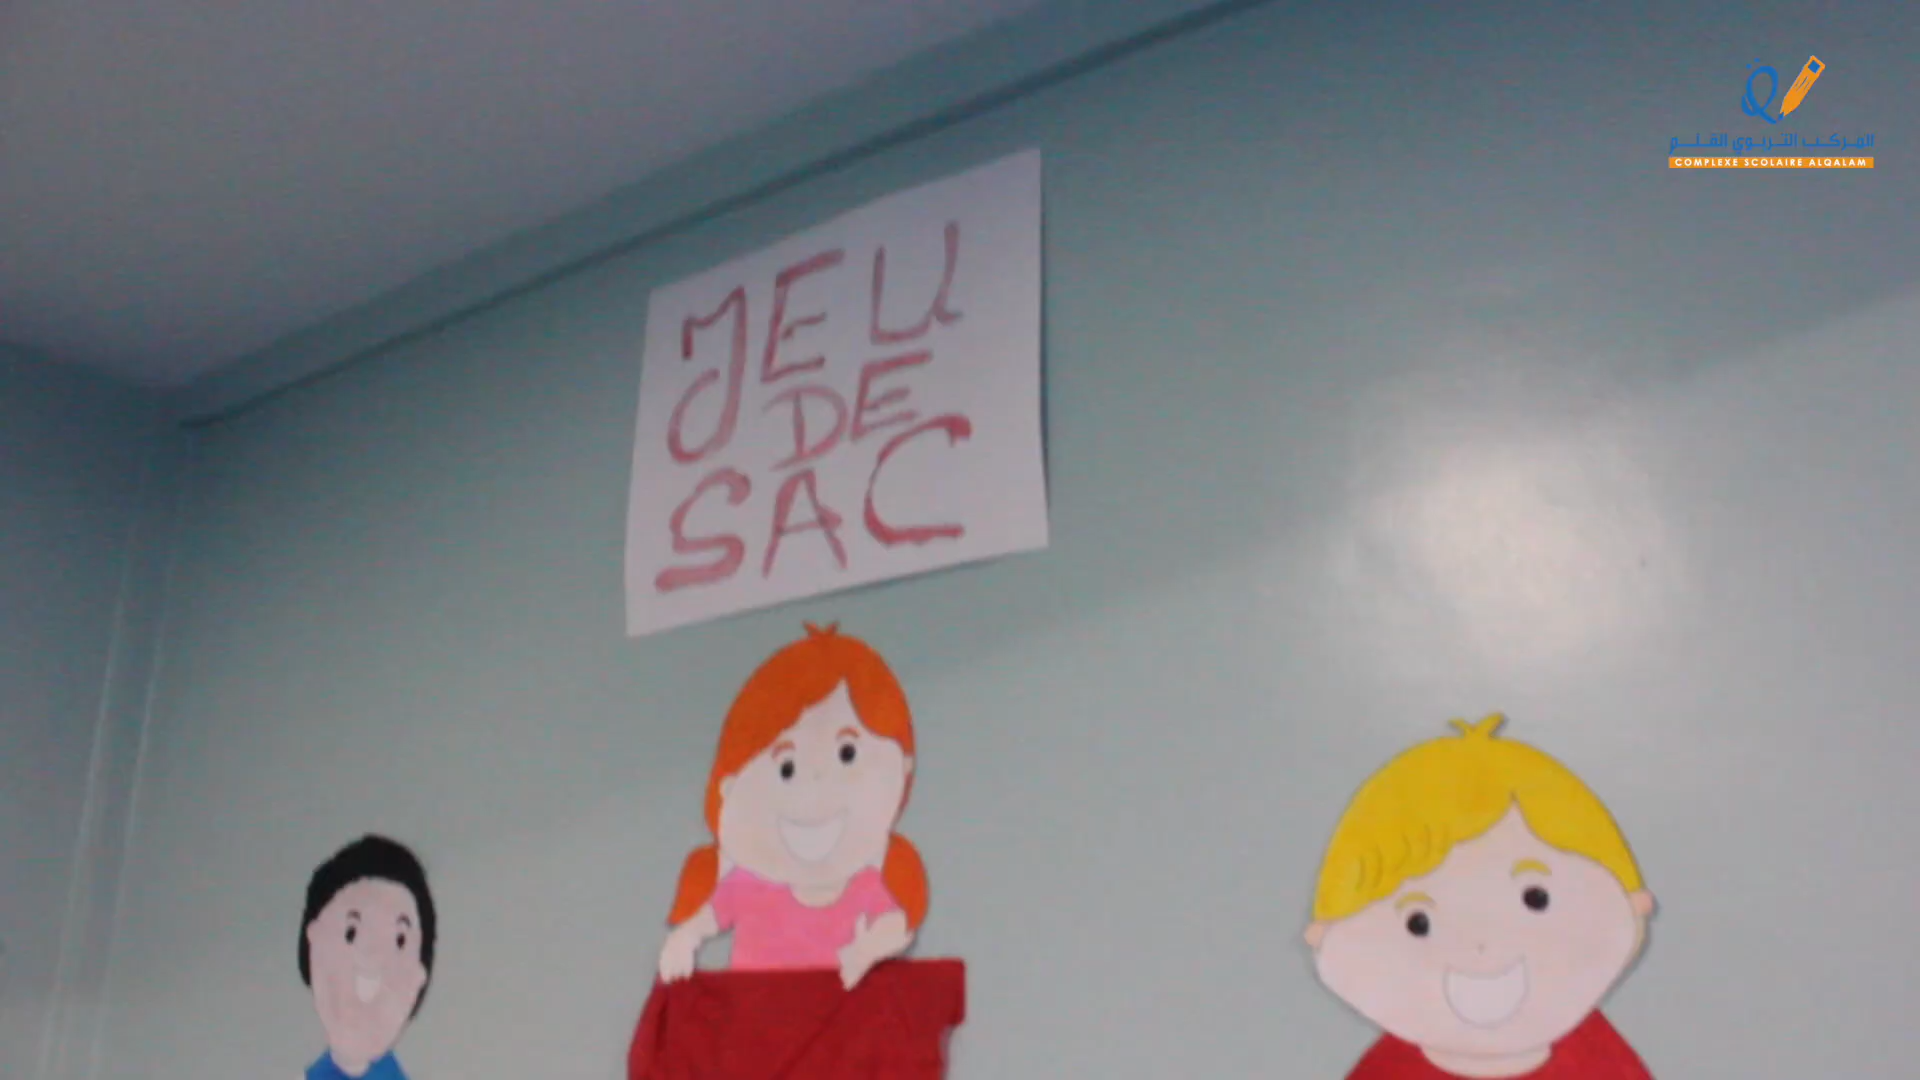 JEU
DE
SAC
المركب التربوي القلم
COMPLEXE SCOLAIRE ALQALAM